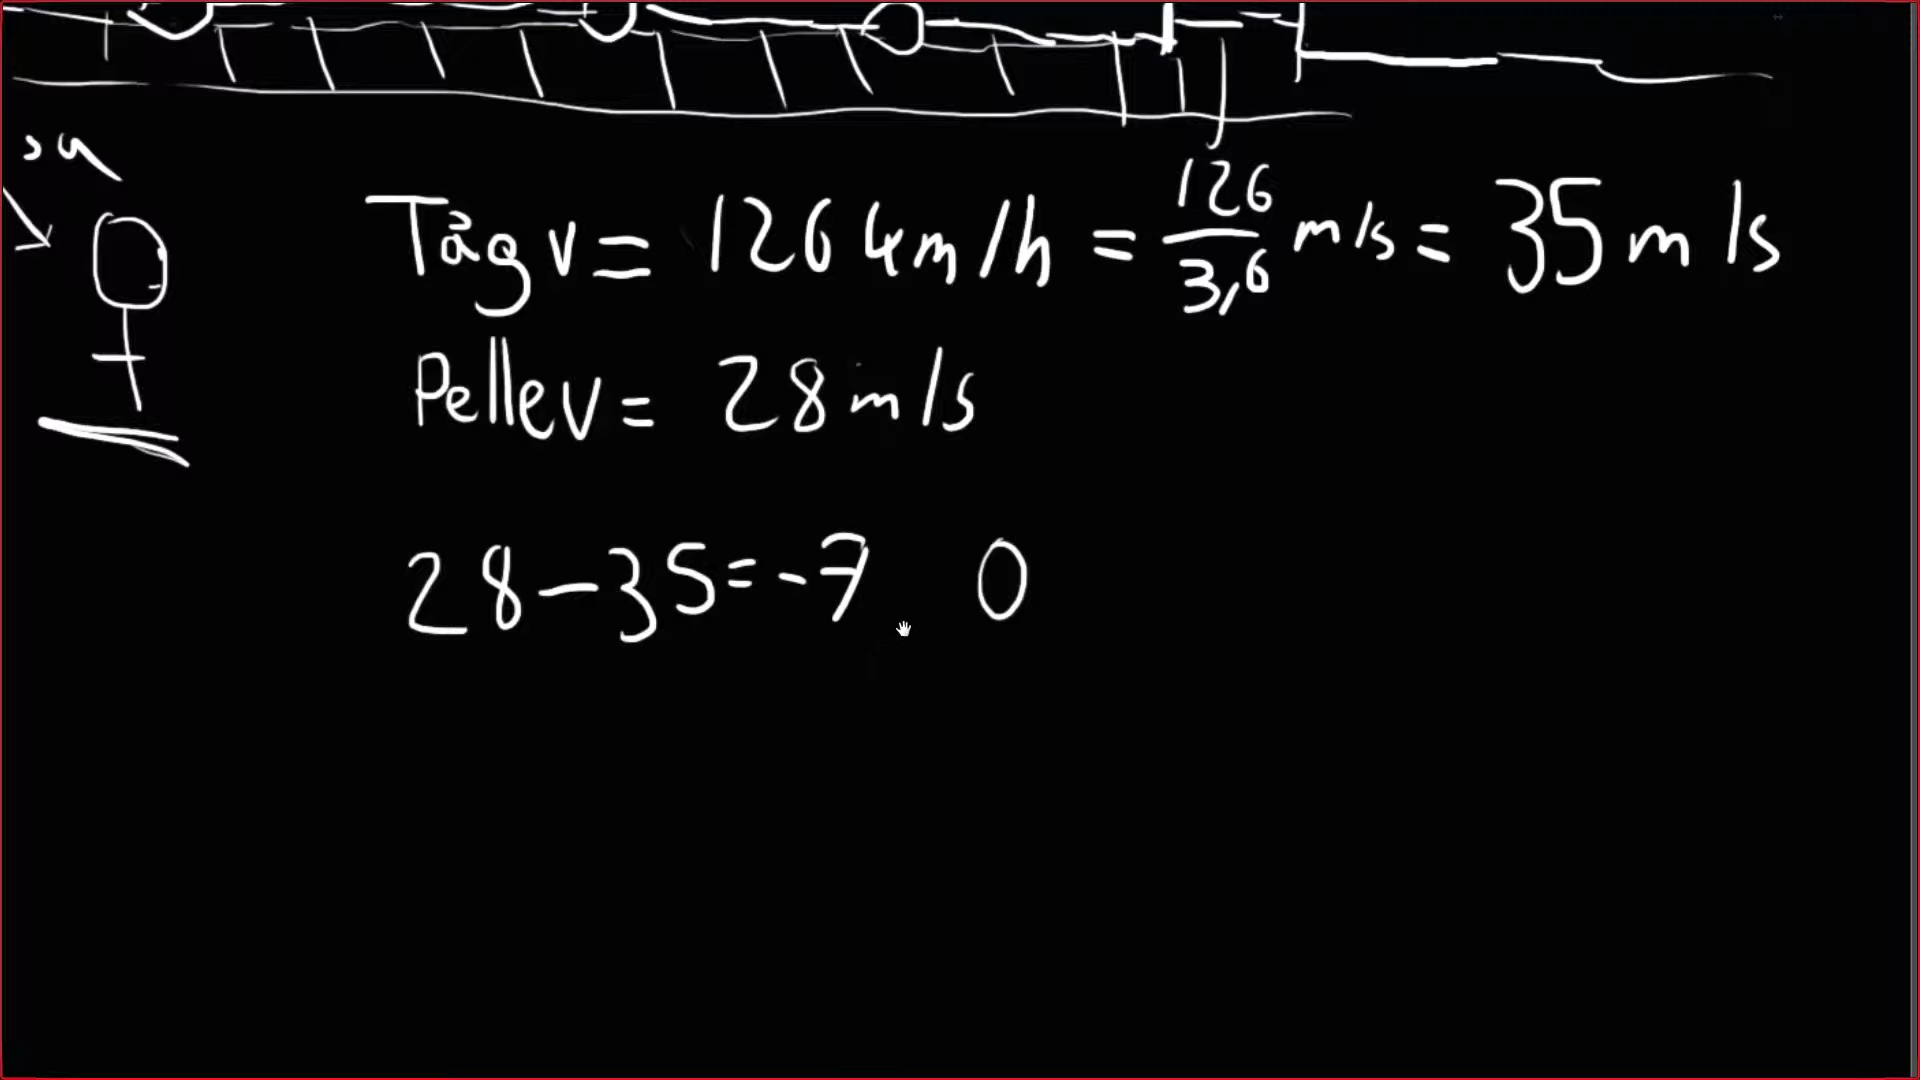 Tåg v = 126 km/h = 126/3,6 m/s = 35 m/s
Pelle v = 28 m/s
28 - 35 = -7 0